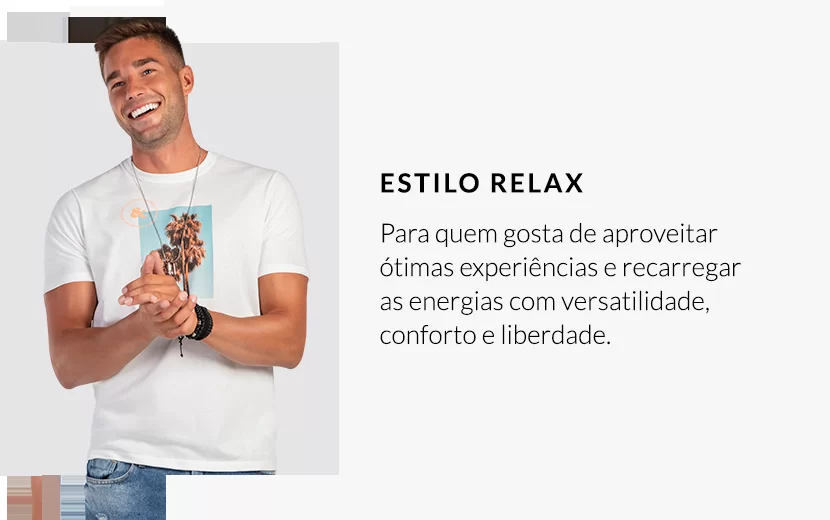 ESTILO RELAX
Para quem gosta de aproveitar
ótimas experiências e recarregar
as energias com versatilidade,
conforto e liberdade.